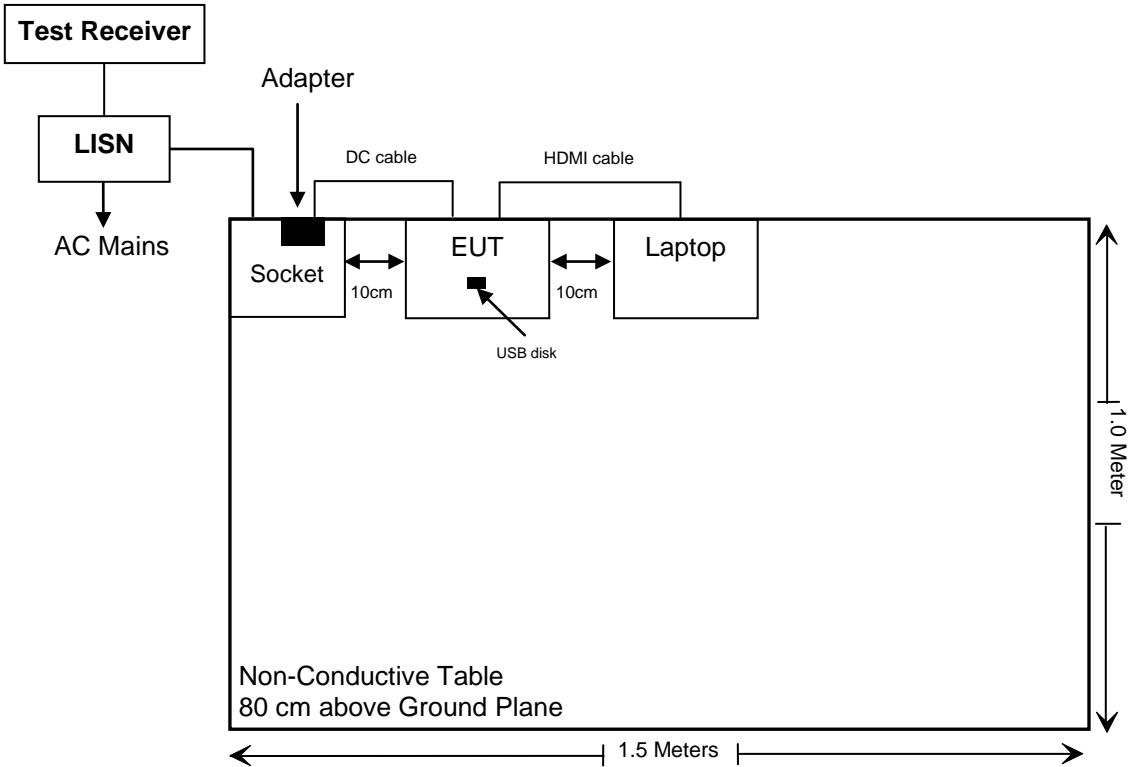 Test Receiver
Adapter
LISN
DC cable
HDMI cable
AC Mains
Socket
EUT
Laptop
10cm
10cm
USB disk
1.0 Meter
Non-Conductive Table
80 cm above Ground Plane
1.5 Meters